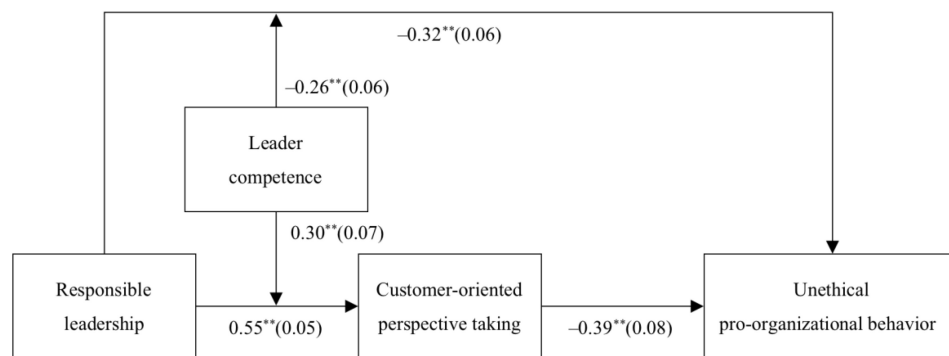 –0.32**(0.06)
–0.26**(0.06)
Leader
competence
0.30**(0.07)
Responsible
leadership
0.55**(0.05)
Customer-oriented
perspective taking
–0.39**(0.08)
Unethical
pro-organizational behavior